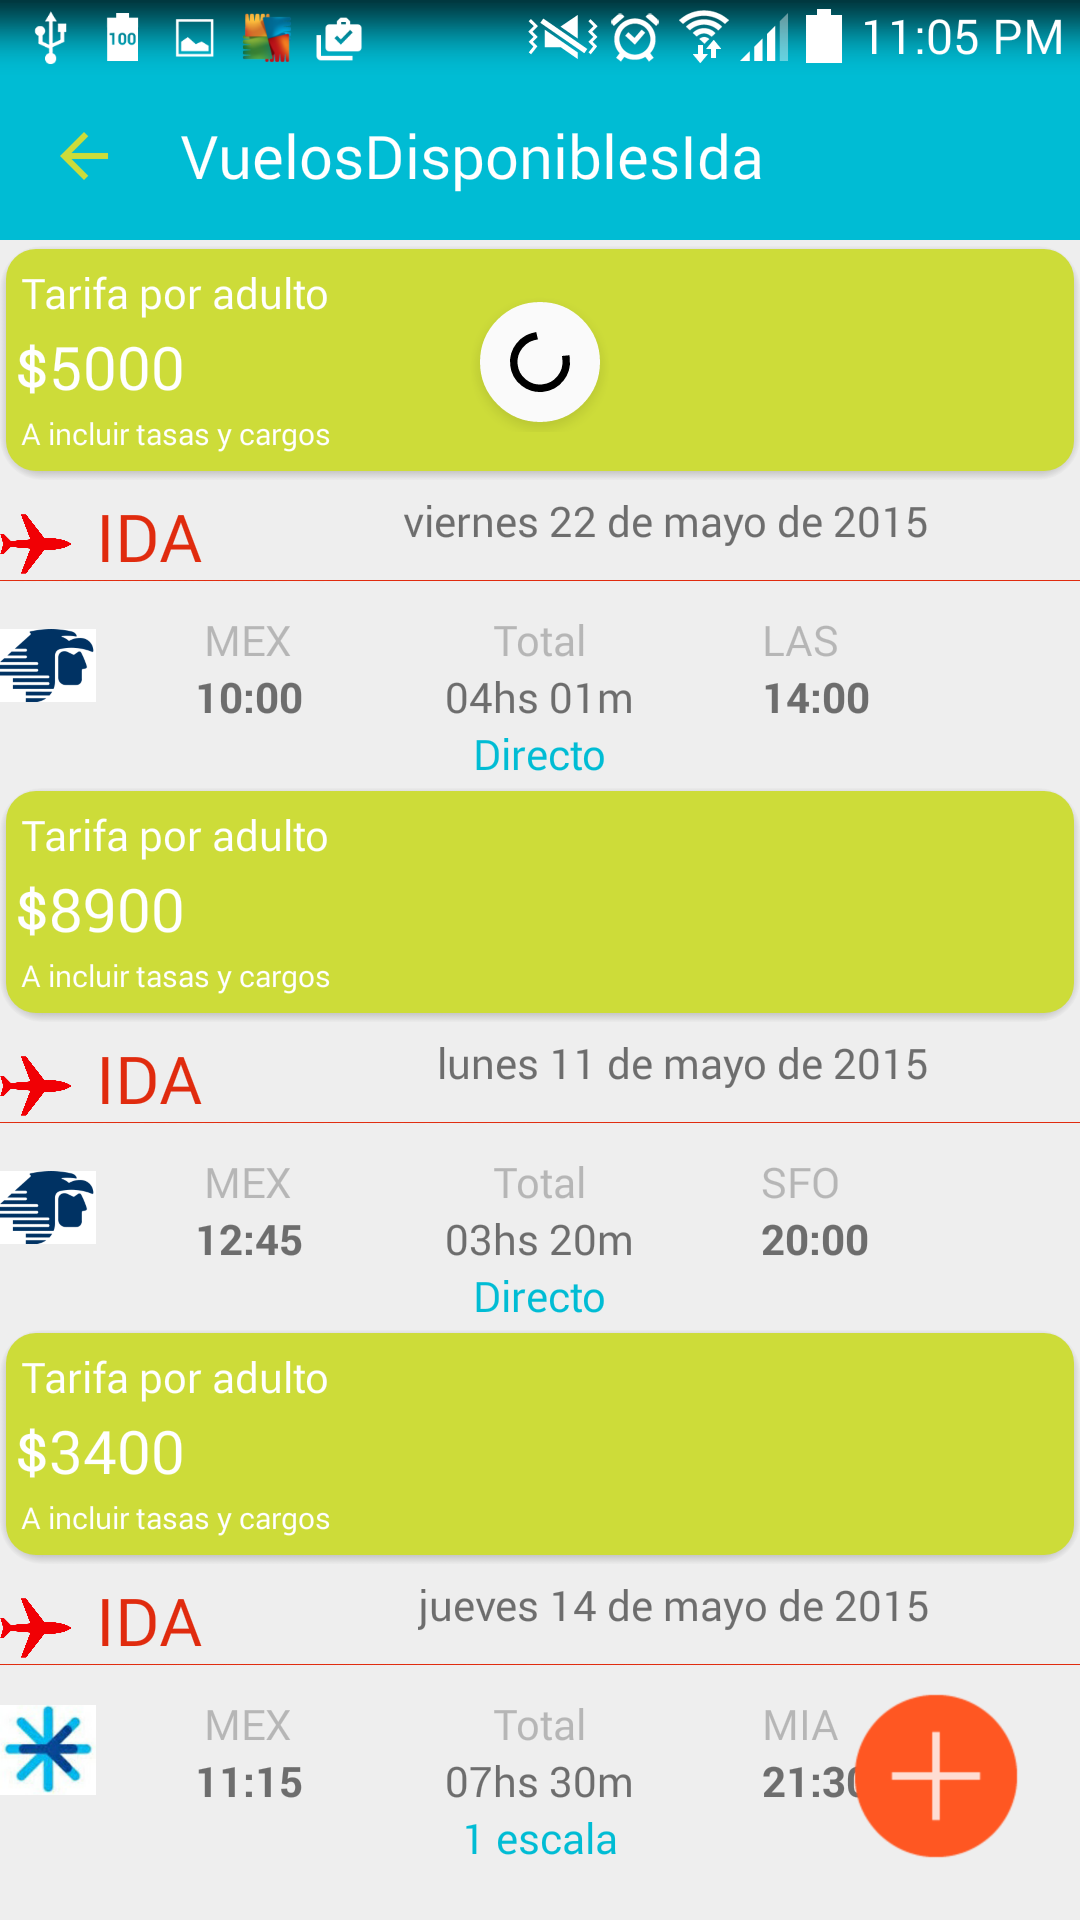 100
11:05 PM
VuelosDisponiblesIda
Tarifa por adulto
$5000
A incluir tasas y cargos
IDA viernes 22 de mayo de 2015
MEX Total LAS
10:00 04hs 01m 14:00
Directo
Tarifa por adulto
$8900
A incluir tasas y cargos
IDA lunes 11 de mayo de 2015
MEX Total SFO
12:45 03hs 20m 20:00
Directo
Tarifa por adulto
$3400
A incluir tasas y cargos
IDA jueves 14 de mayo de 2015
MEX Total MIA
11:15 07hs 30m 21:30
1 escala